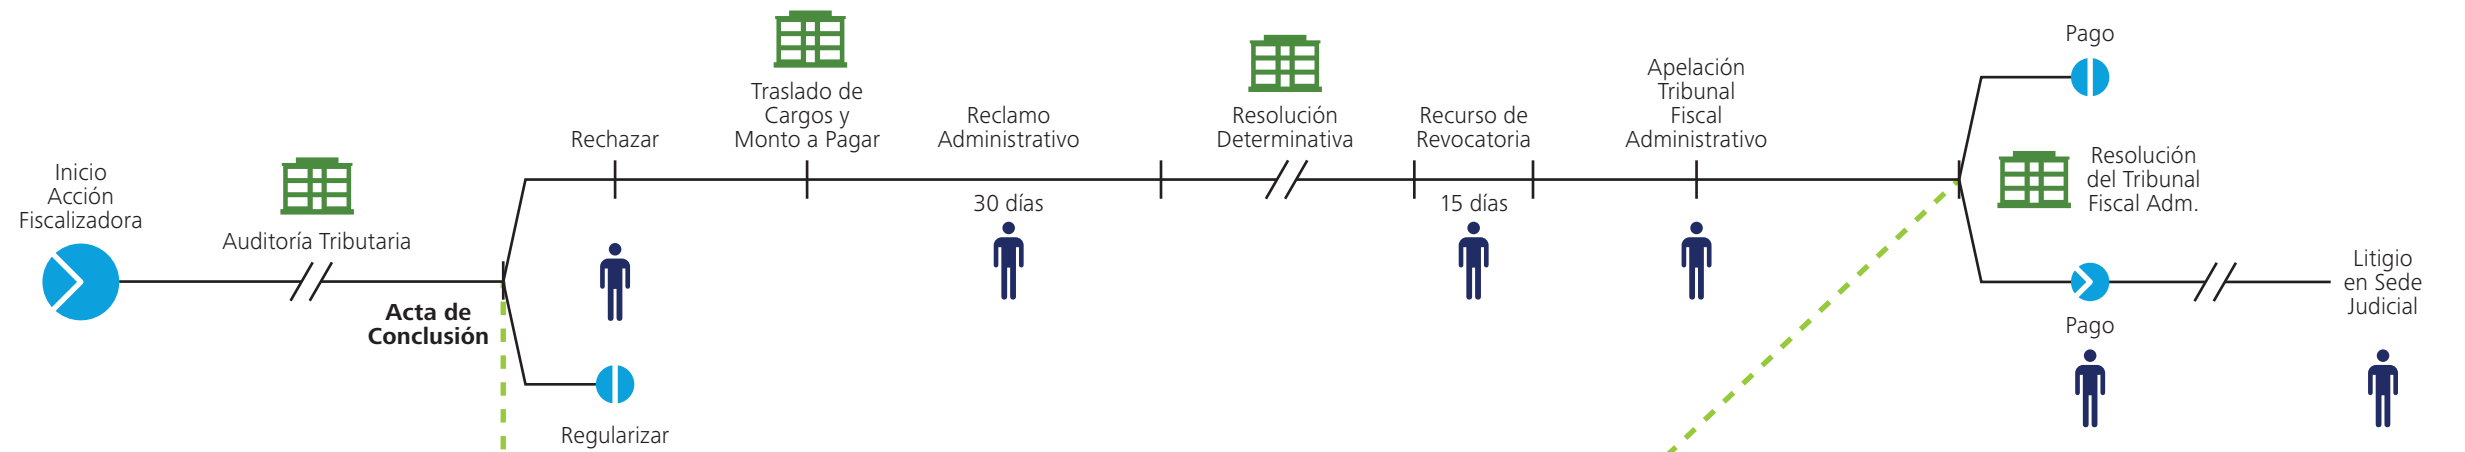 Inicio
Acción
Fiscalizadora
Auditoría Tributaria
Acta de
Conclusión
Rechazar
Regularizar
Traslado de
Cargos y
Monto a Pagar
Reclamo
Administrativo
30 días
Resolución
Determinativa
Recurso de
Revocatoria
15 días
Apelación
Tribunal
Fiscal
Administrativo
Pago
Resolución
del Tribunal
Fiscal Adm.
Pago
Litigio
en Sede
Judicial